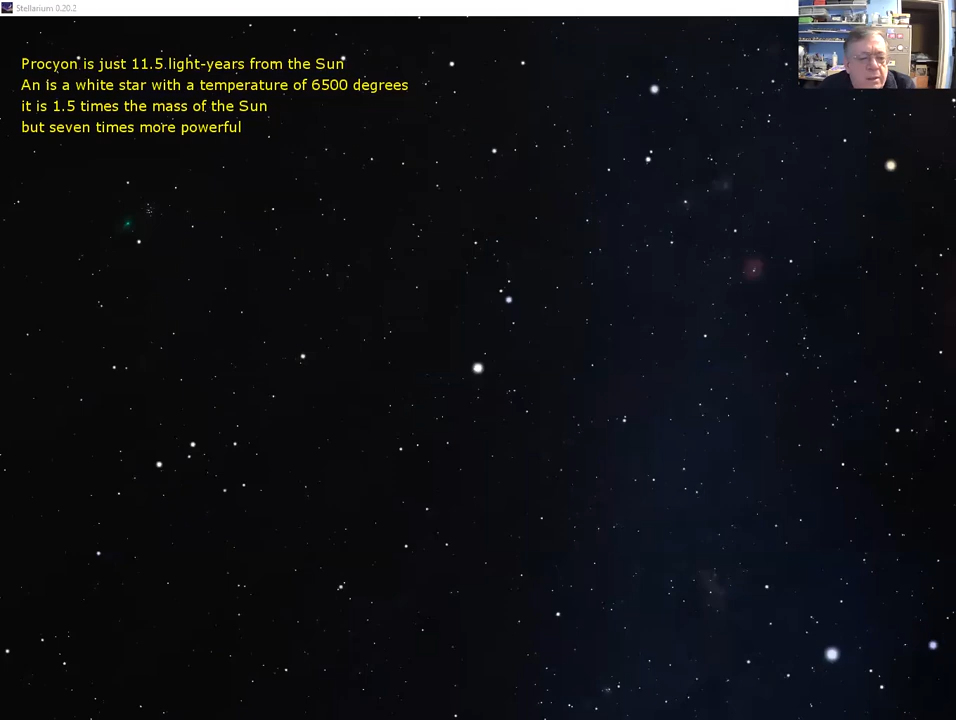 Stellarium 0.20.2
Procyon is just 11.5 light-years from the Sun
An is a white star with a temperature of 6500 degrees
it is 1.5 times the mass of the Sun
but seven times more powerful